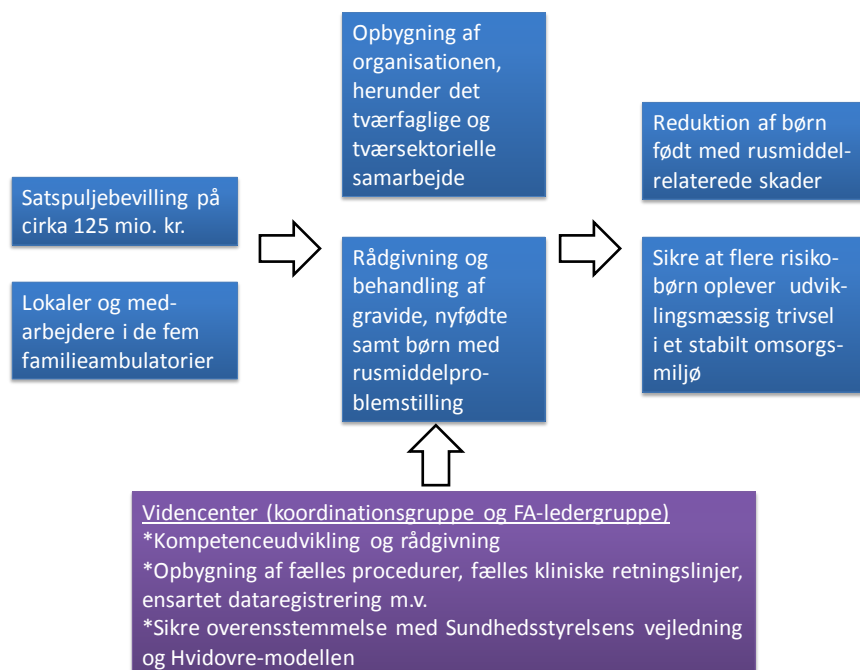 Satspuljebevilling på
cirka 125 mio. kr.
Lokaler og med-
arbejdere i de fem
familieambulatorier
Opbygning af
organisationen,
herunder det
tværfaglige og
tværsektorielle
samarbejde
Rådgivning og
behandling af
gravide, nyfødte
samt børn med
rusmiddelpro-
blemstilling
Reduktion af børn
født med rusmiddel-
relaterede skader
Sikre at flere risiko-
børn oplever udvik-
lingsmæssig trivsel
i et stabilt omsorgs-
miljø
Videncenter (koordinationsgruppe og FA-ledergruppe)
*Kompetenceudvikling og rådgivning
*Opbygning af fælles procedurer, fælles kliniske retningslinjer,
ensartet dataregistrering m.v.
*Sikre overensstemmelse med Sundhedsstyrelsens vejledning
og Hvidovre-modellen